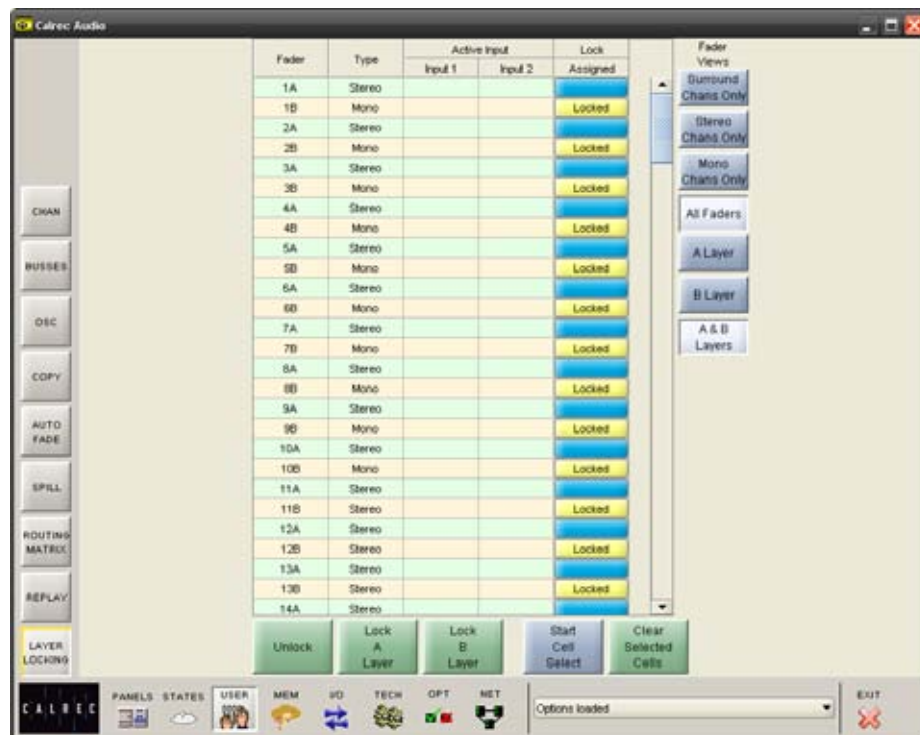 Calrec Audio
Fader Type Active Input Lock
Input 1 Input 2 Assigned
1A Stereo
1B Mono Locked
2A Stereo
2B Mono Locked
3A Stereo
3B Mono Locked
4A Stereo
4B Mono Locked
5A Stereo
5B Mono Locked
6A Stereo
6B Mono Locked
7A Stereo
7B Mono Locked
8A Stereo
8B Mono Locked
9A Stereo
9B Mono Locked
10A Stereo
10B Mono Locked
11A Stereo
11B Stereo Locked
12A Stereo
12B Stereo Locked
13A Stereo
13B Stereo Locked
14A Stereo
Fader
Views
Surround
Chans Only
Stereo
Chans Only
Mono
Chans Only
All Faders
A Layer
B Layer
A & B
Layers
CHAN
BUSSES
OSC
COPY
AUTO
FADE
SPILL
ROUTING
MATRIX
REPLAY
LAYER
LOCKING
Unlock
Lock
A
Layer
Lock
B
Layer
Start
Cell
Select
Clear
Selected
Cells
CALREC
PANELS STATES USER MEM I/O TECH OPT NET
Options loaded
EXIT